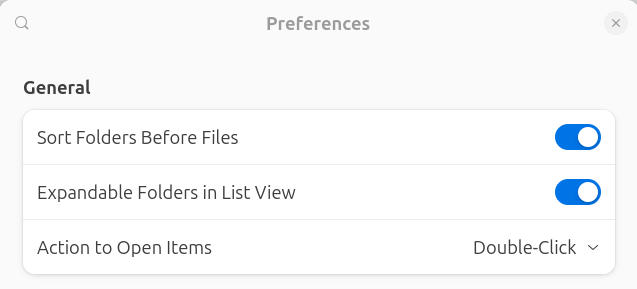 Preferences
General
Sort Folders Before Files
Expandable Folders in List View
Action to Open Items Double-Click